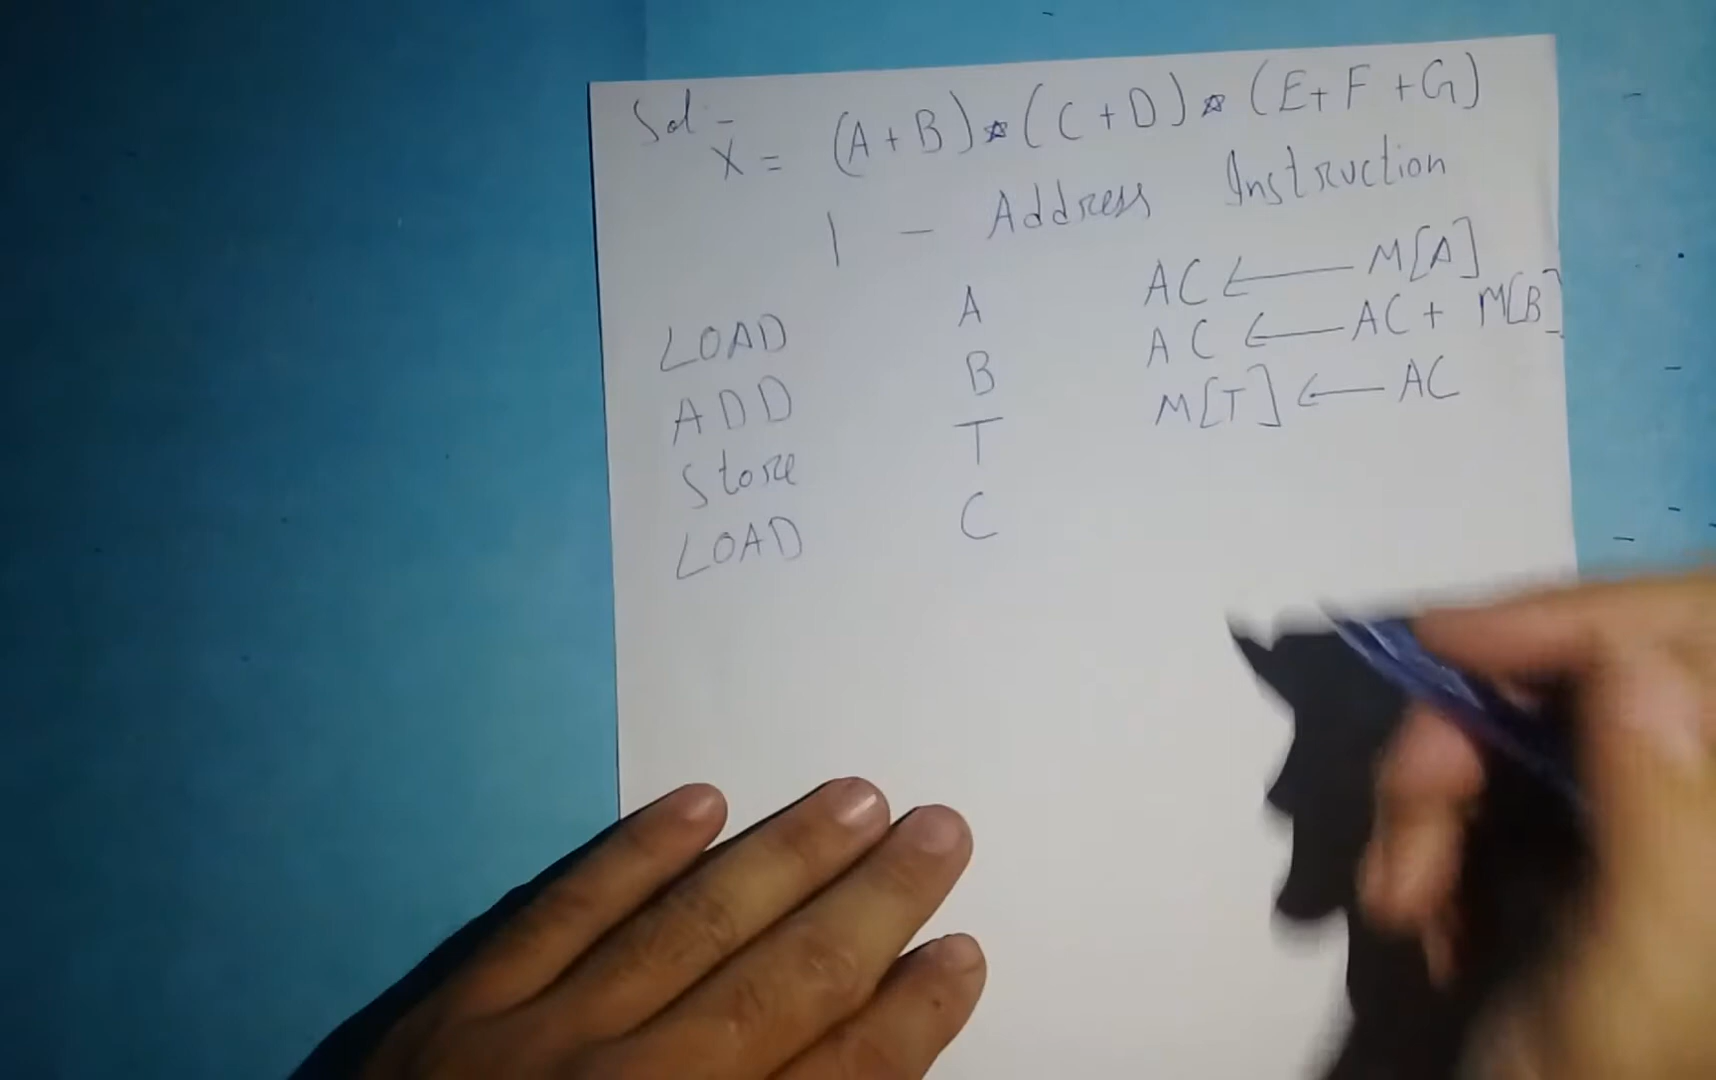 Sol -
X = (A + B) * (C + D) * (E + F + G)
1 - Address Instruction
LOAD A AC ← M[A]
ADD B AC ← AC + M[B]
Store T M[T] ← AC
LOAD C